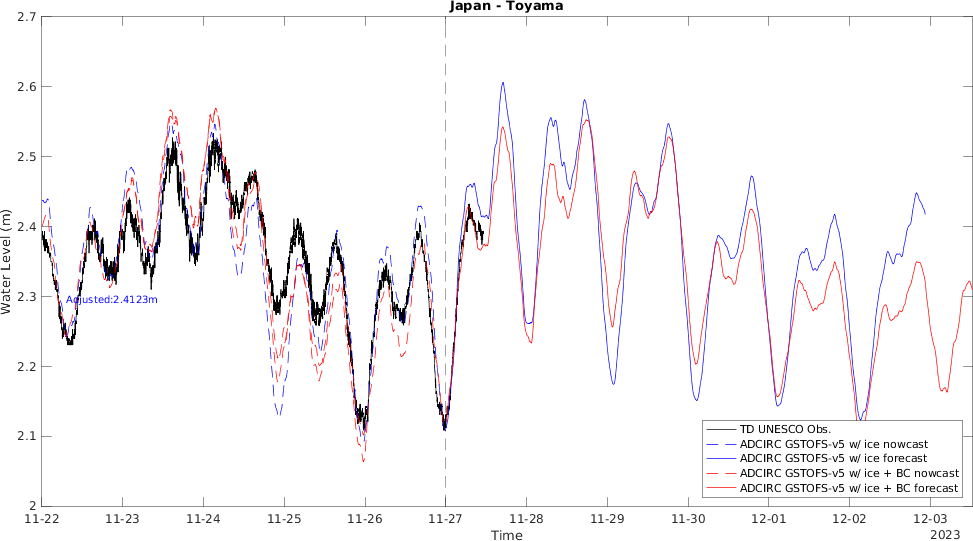 Japan - Toyama
2.7
2.6
2.5
2.4
2.3
2.2
2.1
2
Water Level (m)
Adjusted:2.4123m
TD UNESCO Obs.
ADCIRC GSTOFS-v5 w/ ice nowcast
ADCIRC GSTOFS-v5 w/ ice forecast
ADCIRC GSTOFS-v5 w/ ice + BC nowcast
ADCIRC GSTOFS-v5 w/ ice + BC forecast
11-22 11-23 11-24 11-25 11-26 11-27 11-28 11-29 11-30 12-01 12-02 12-03
2023
Time